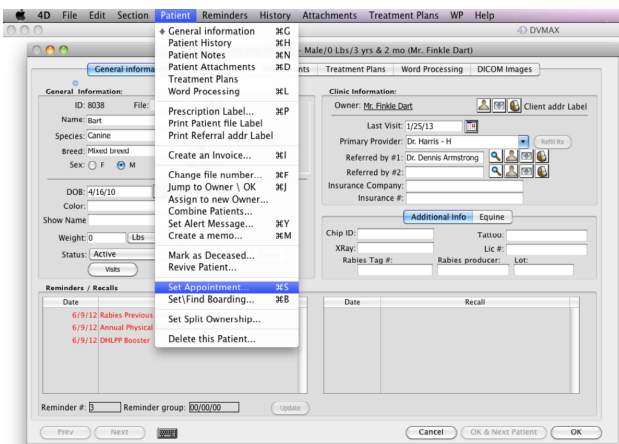 4D File Edit Section Patient Reminders History Attachments Treatment Plans WP Help
DVMAX
- Male/0 Lbs/3 yrs & 2 mo (Mr. Finkle Dart)
General informa
nts Treatment Plans Word Processing DICOM Images
General information ⌘G
Patient History ⌘H
Patient Notes ⌘N
Patient Attachments ⌘D
Treatment Plans
Word Processing ⌘L
Prescription Label... ⌘P
Print Patient file Label
Print Referral addr Label
Create an Invoice... ⌘I
Change file number... ⌘F
Jump to Owner \ OK ⌘J
Assign to new Owner...
Combine Patients...
Set Alert Message... ⌘Y
Create a memo... ⌘M
Mark as Deceased...
Revive Patient...
Set Appointment... ⌘S
Set\Find Boarding... ⌘B
Set Split Ownership...
Delete this Patient...
General Information:
ID: 8038 File:
Name: Bart
Species: Canine
Breed: Mixed breed
Sex: F M
DOB: 4/16/10
Color:
Show Name
Weight: 0 Lbs
Status: Active
Visits
Clinic Information:
Owner: Mr. Finkle Dart Client addr Label
Last Visit: 1/25/13
Primary Provider: Dr. Harris - H Refill Rx
Referred by #1: Dr. Dennis Armstrong
Referred by #2:
Insurance Company:
Insurance #:
Additional Info Equine
Chip ID: Tattoo:
XRay: Lic #:
Rabies Tag #: Rabies producer: Lot:
Reminders / Recalls
Date
6/9/12 Rabies Previous
6/9/12 Annual Physical
6/9/12 DHLPP Booster
Date Recall
Reminder #: 3 Reminder group: 00/00/00 Update
Prev Next Cancel OK & Next Patient OK